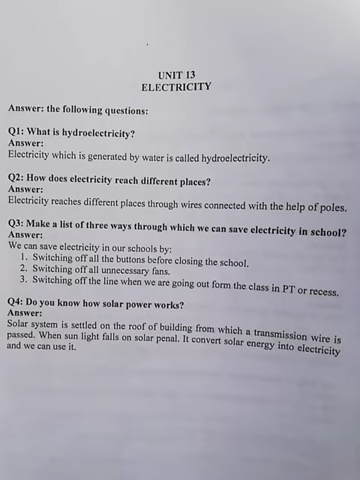 UNIT 13
ELECTRICITY
Answer: the following questions:
Q1: What is hydroelectricity?
Answer:
Electricity which is generated by water is called hydroelectricity.
Q2: How does electricity reach different places?
Answer:
Electricity reaches different places through wires connected with the help of poles.
Q3: Make a list of three ways through which we can save electricity in school?
Answer:
We can save electricity in our schools by:
1. Switching off all the buttons before closing the school.
2. Switching off all unnecessary fans.
3. Switching off the line when we are going out form the class in PT or recess.
Q4: Do you know how solar power works?
Answer:
Solar system is settled on the roof of building from which a transmission wire is
passed. When sun light falls on solar penal. It convert solar energy into electricity
and we can use it.